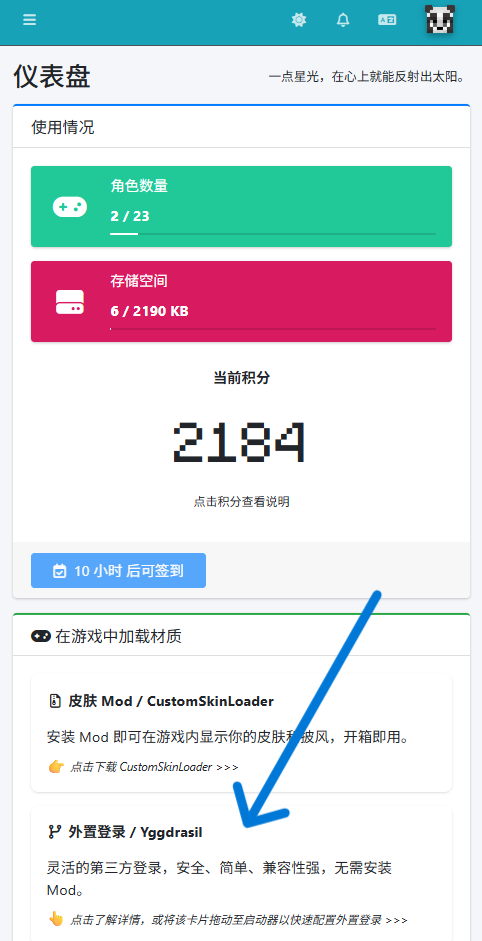 仪表盘
一点星光，在心上就能反射出太阳。
使用情况
角色数量
2 / 23
存储空间
6 / 2190 KB
当前积分
2184
点击积分查看说明
10 小时 后可签到
在游戏中加载材质
皮肤 Mod / CustomSkinLoader
安装 Mod 即可在游戏内显示你的皮肤和披风，开箱即用。
点击下载 CustomSkinLoader >>>
外置登录 / Yggdrasil
灵活的第三方登录，安全、简单、兼容性强，无需安装
Mod。
点击了解详情，或将该卡片拖动至启动器以快速配置外置登录 >>>